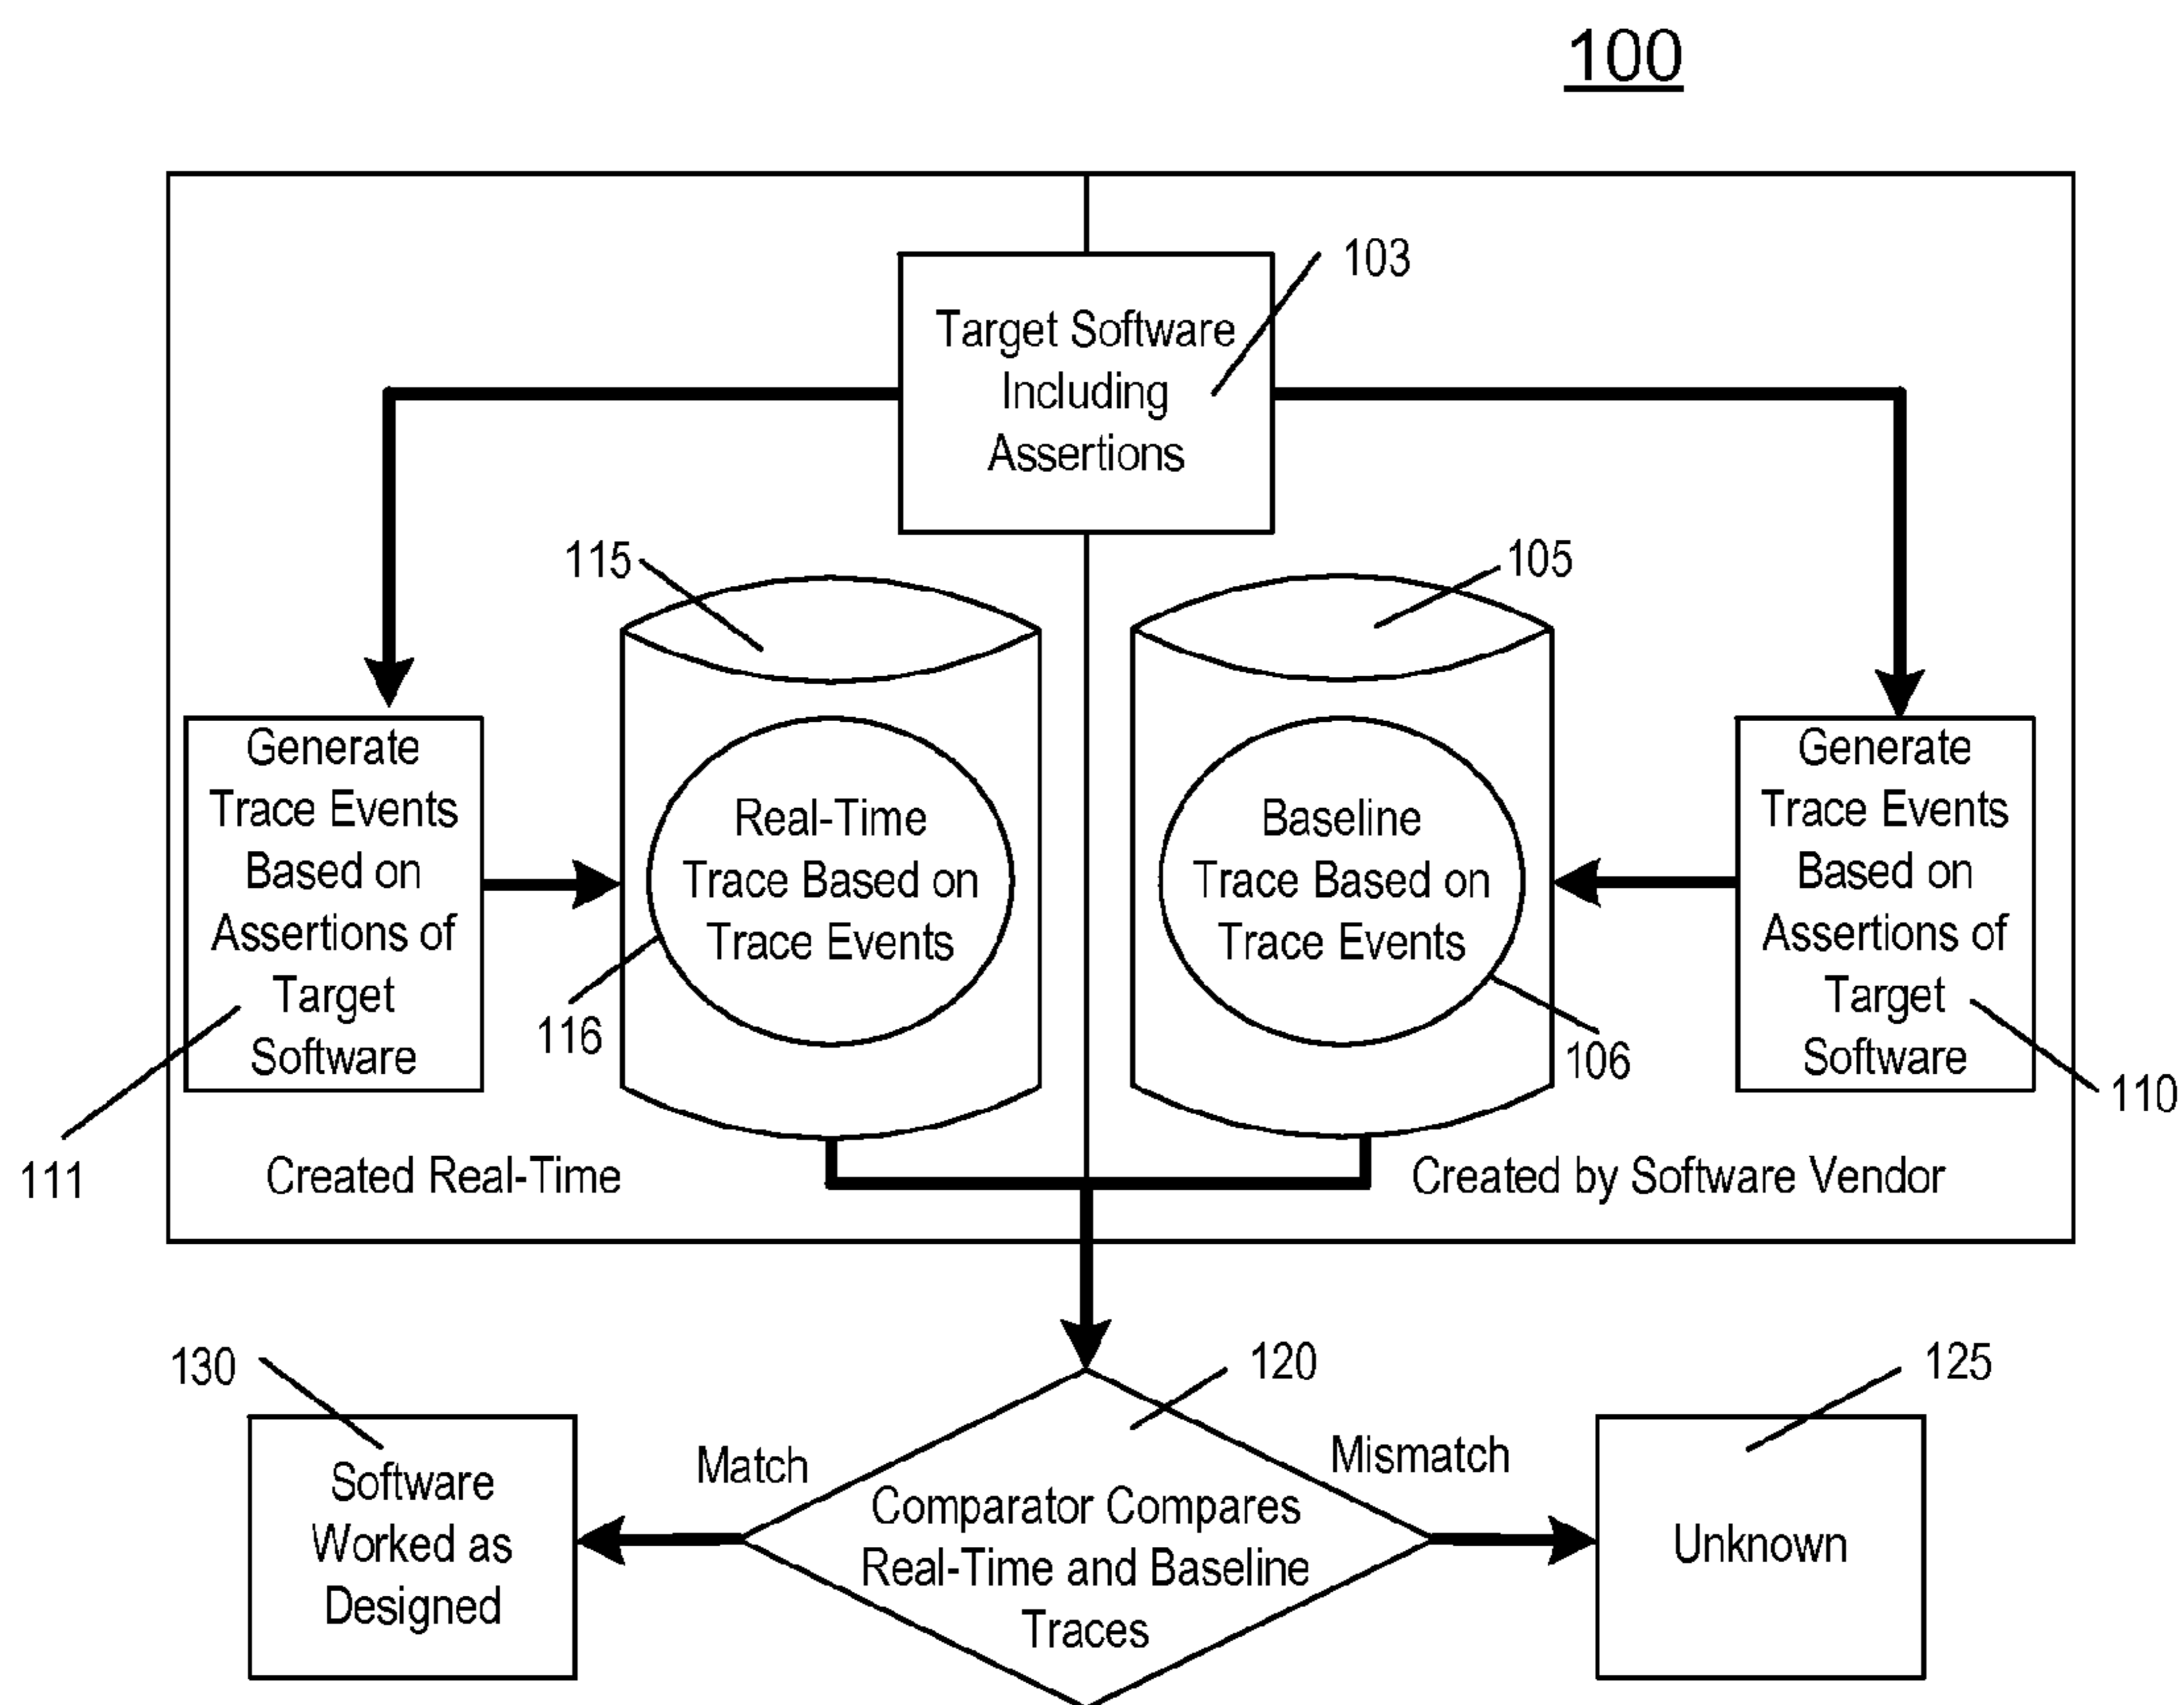 100
103
Target Software
Including
Assertions
115
105
Generate
Trace Events
Based on
Assertions of
Target
Software
Real-Time
Trace Based on
Trace Events
Baseline
Trace Based on
Trace Events
Generate
Trace Events
Based on
Assertions of
Target
Software
116
106
110
111
Created Real-Time
Created by Software Vendor
130
120
125
Match
Mismatch
Software
Worked as
Designed
Comparator Compares
Real-Time and Baseline
Traces
Unknown